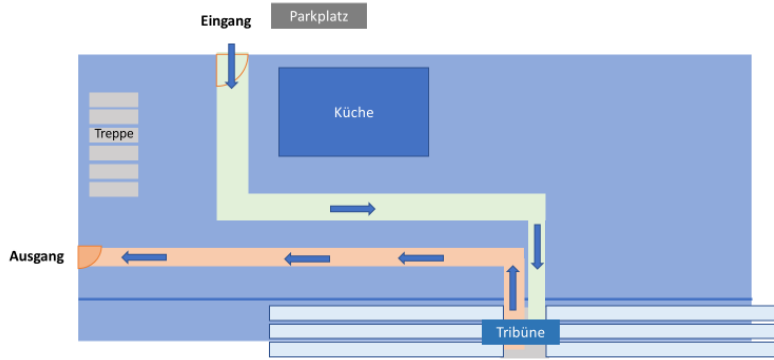 Parkplatz
Eingang
Küche
Treppe
Ausgang
Tribüne